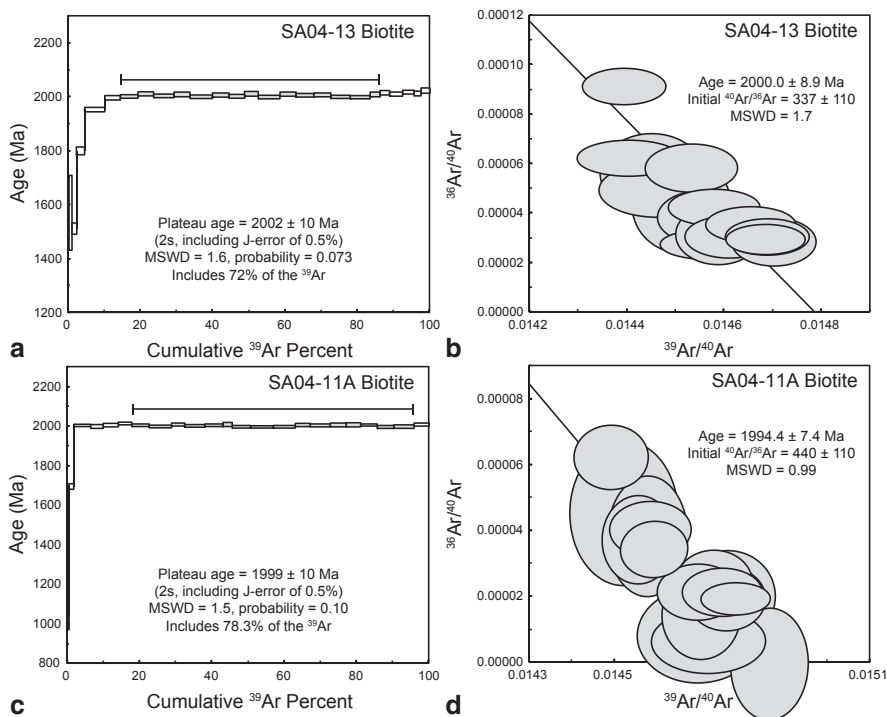 SA04-13 Biotite
2200
2000
1800
1600
1400
1200
0
20
40
60
80
100
Age (Ma)
Plateau age = 2002 ± 10 Ma
(2s, including J-error of 0.5%)
MSWD = 1.6, probability = 0.073
Includes 72% of the ³⁹Ar
a
Cumulative ³⁹Ar Percent
SA04-13 Biotite
0.00012
0.00010
0.00008
0.00006
0.00004
0.00002
0.00000
0.0142
0.0144
0.0146
0.0148
³⁶Ar/⁴⁰Ar
Age = 2000.0 ± 8.9 Ma
Initial ⁴⁰Ar/³⁶Ar = 337 ± 110
MSWD = 1.7
b
³⁹Ar/⁴⁰Ar
SA04-11A Biotite
2200
2000
1800
1600
1400
1200
1000
800
0
20
40
60
80
100
Age (Ma)
Plateau age = 1999 ± 10 Ma
(2s, including J-error of 0.5%)
MSWD = 1.5, probability = 0.10
Includes 78.3% of the ³⁹Ar
c
Cumulative ³⁹Ar Percent
SA04-11A Biotite
0.00008
0.00006
0.00004
0.00002
0.00000
0.0143
0.0145
0.0151
³⁶Ar/⁴⁰Ar
Age = 1994.4 ± 7.4 Ma
Initial ⁴⁰Ar/³⁶Ar = 440 ± 110
MSWD = 0.99
d
³⁹Ar/⁴⁰Ar